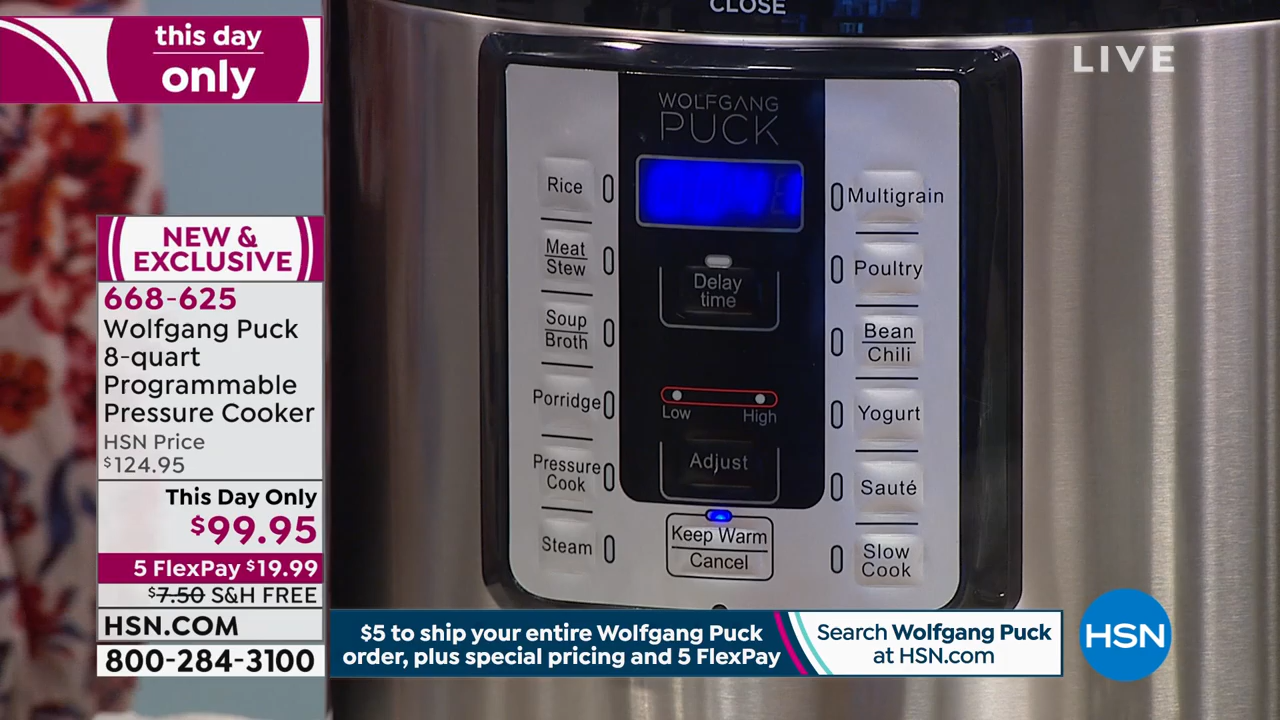 this day
only
NEW &
EXCLUSIVE
668-625
Wolfgang Puck
8-quart
Programmable
Pressure Cooker
HSN Price
$124.95
This Day Only
$99.95
5 FlexPay $19.99
$7.50 S&H FREE
HSN.COM
800-284-3100
CLOSE
LIVE
WOLFGANG
PUCK
Rice
Meat
Stew
Soup
Broth
Porridge
Pressure
Cook
Steam
Delay
time
Low
High
Adjust
Keep Warm
Cancel
Multigrain
Poultry
Bean
Chili
Yogurt
Sauté
Slow
Cook
$5 to ship your entire Wolfgang Puck
order, plus special pricing and 5 FlexPay
Search Wolfgang Puck
at HSN.com
HSN